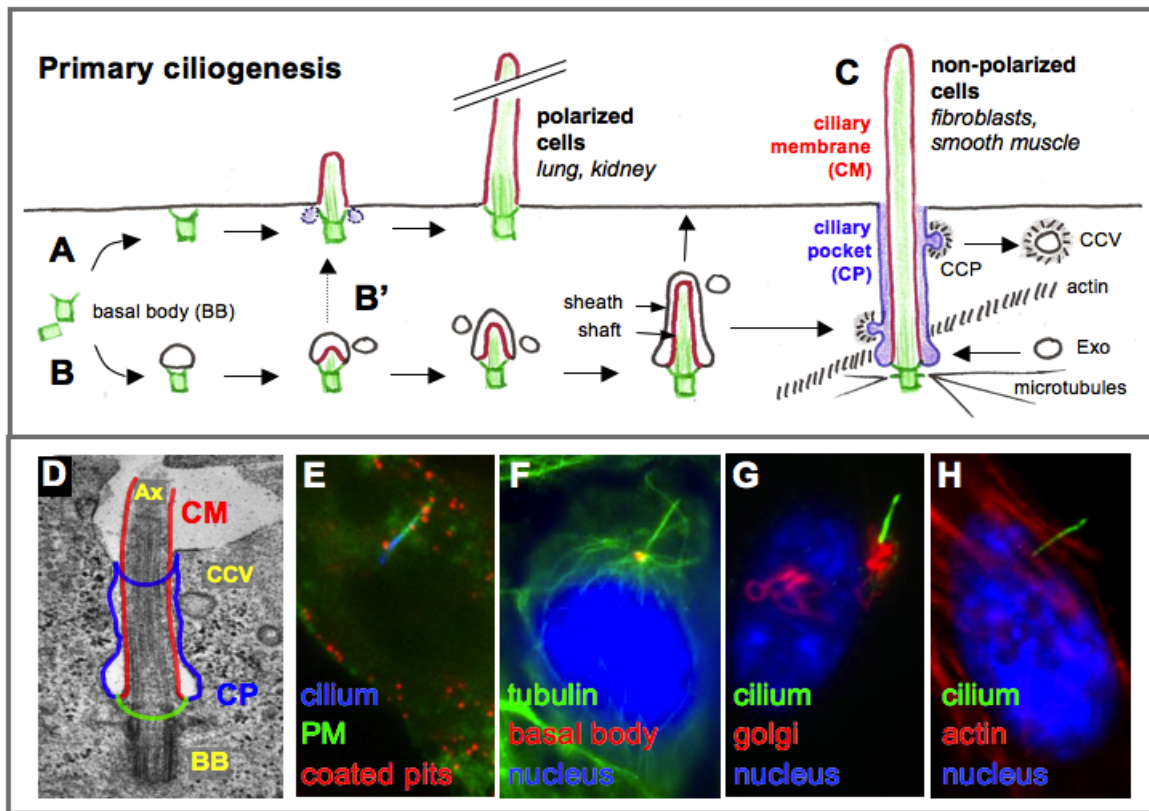 Primary ciliogenesis
A
B
B'
C
basal body (BB)
polarized
cells
lung, kidney
sheath
shaft
ciliary
membrane
(CM)
non-polarized
cells
fibroblasts,
smooth muscle
ciliary
pocket
(CP)
CCP
CCV
actin
Exo
microtubules
D
Ax
CM
CCV
CP
BB
E
cilium
PM
coated pits
F
tubulin
basal body
nucleus
G
cilium
golgi
nucleus
H
cilium
actin
nucleus